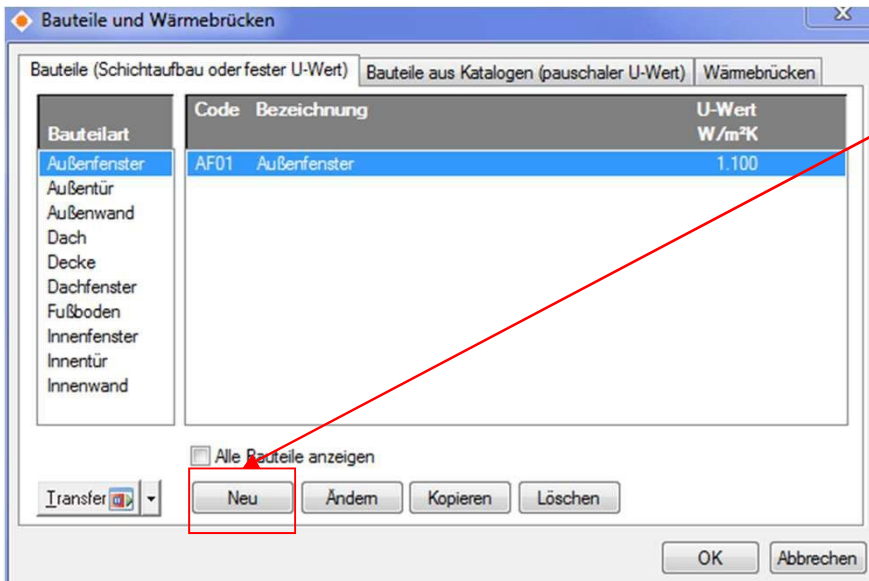 Bauteile und Wärmebrücken
Bauteile (Schichtaufbau oder fester U-Wert) Bauteile aus Katalogen (pauschaler U-Wert) Wärmebrücken
Bauteilart
Code Bezeichnung U-Wert
W/m²K
Außenfenster
Außentür
Außenwand
Dach
Decke
Dachfenster
Fußboden
Innenfenster
Innentür
Innenwand
AF01 Außenfenster 1.100
Alle Bauteile anzeigen
Transfer Neu Ändern Kopieren Löschen
OK Abbrechen